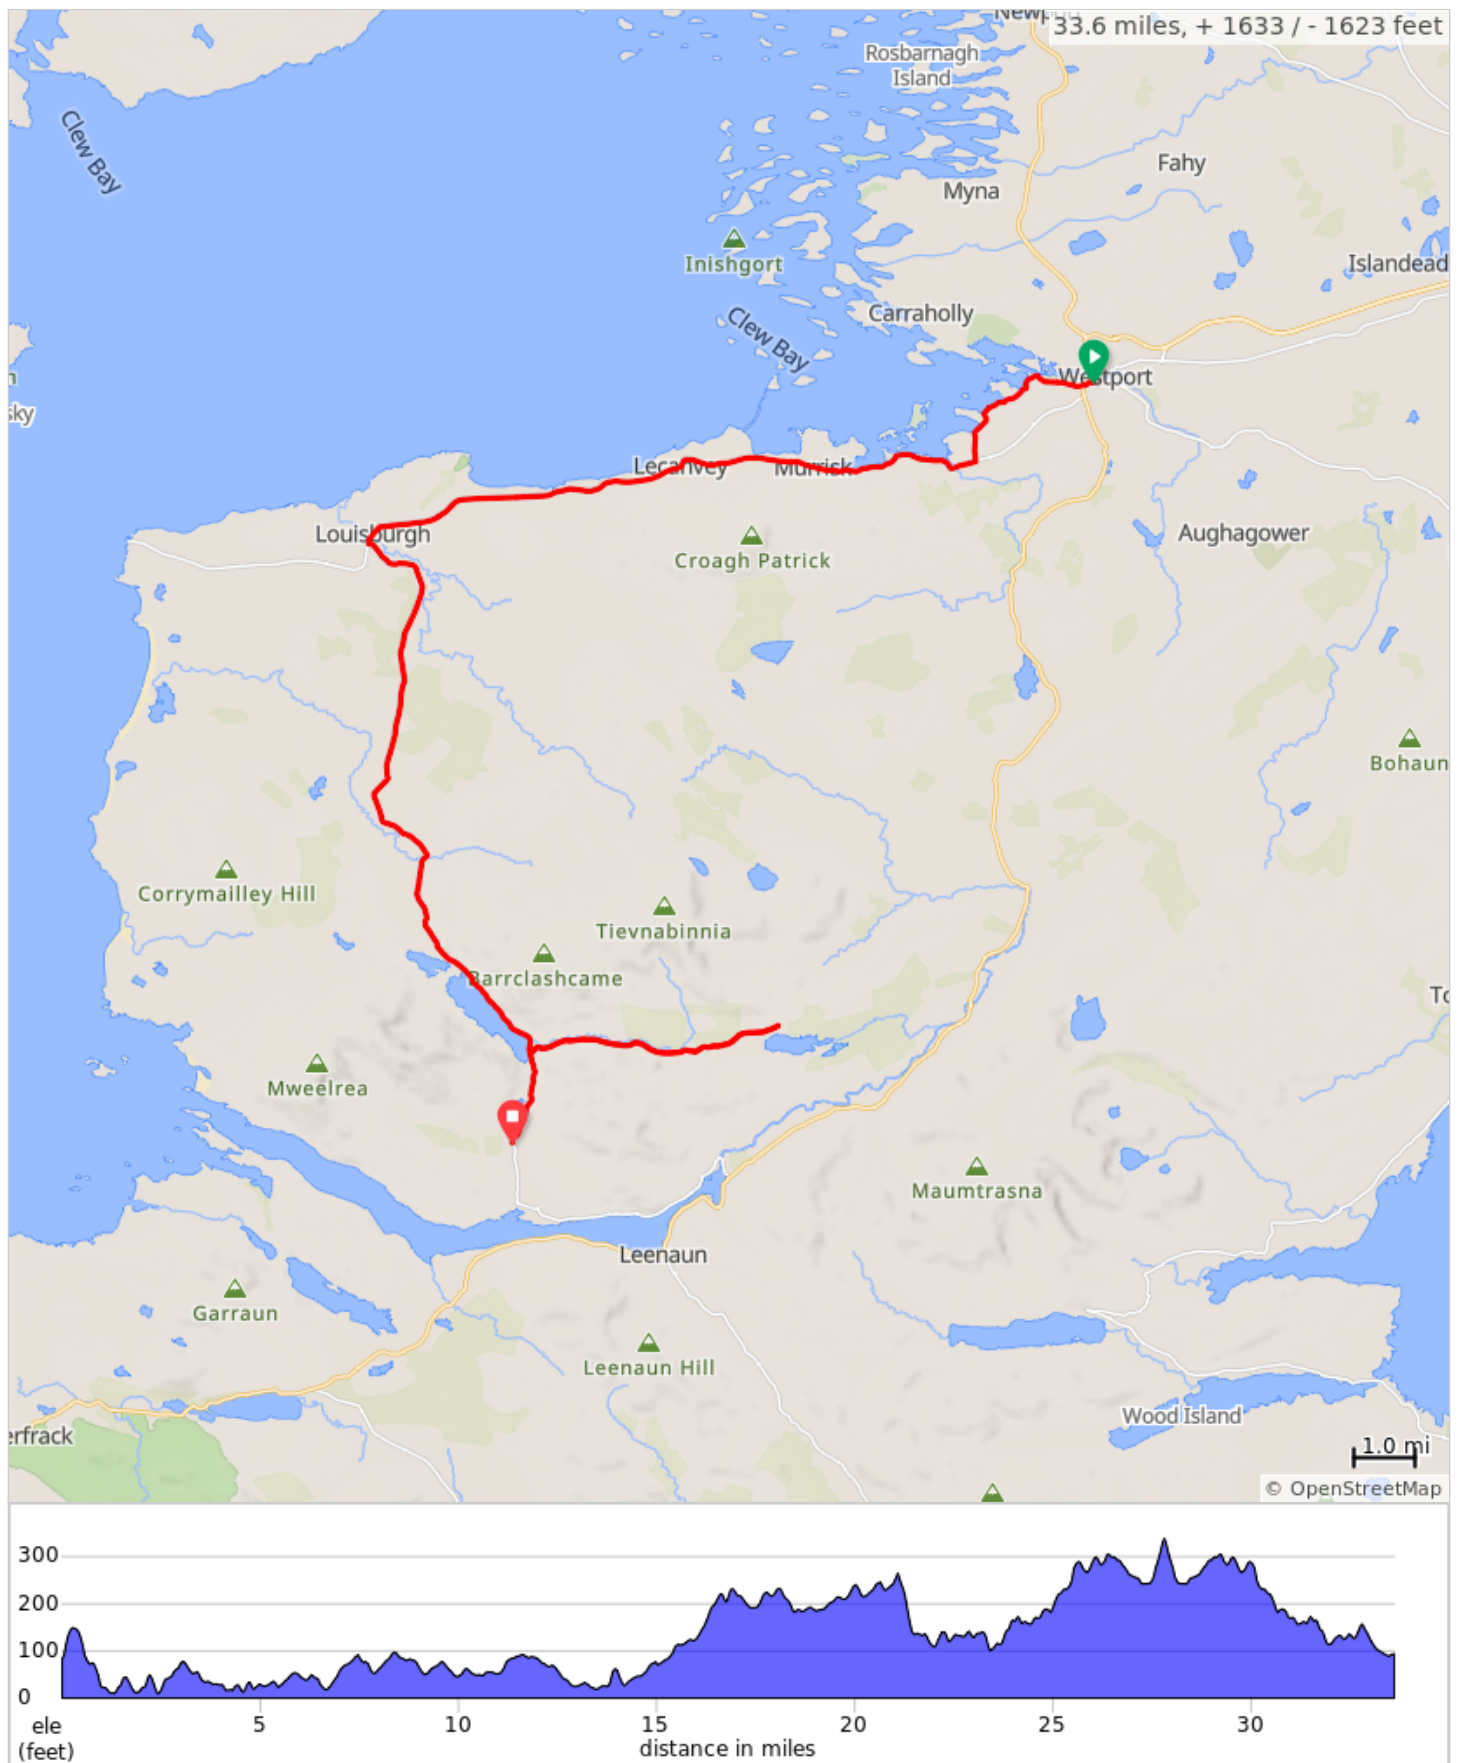 33.6 miles, + 1633 / - 1623 feet
Rosbarnagh
Island
Clew Bay
Fahy
Myna
Inishgort
Islandead
Carraholly
Clew Bay
Westport
sky
Lecanvey
Murrisk
Louisburgh
Aughagower
Croagh Patrick
Bohaun
Corrymailley Hill
Tievnabinnia
Barrclashcame
Mweelrea
Maumtrasna
Leenaun
Garraun
Leenaun Hill
Wood Island
erfrack
1.0 mi
© OpenStreetMap
300
200
100
0
5
10
15
20
25
30
ele
(feet)
distance in miles